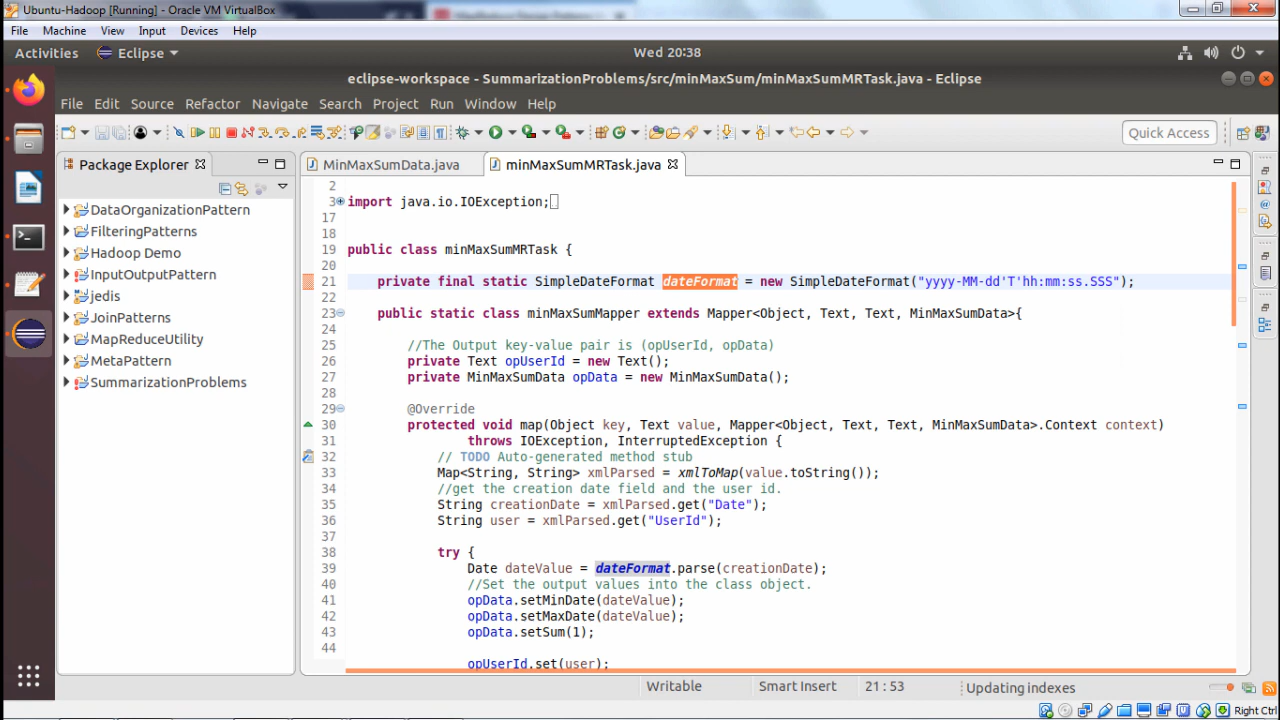 Ubuntu-Hadoop [Running] - Oracle VM VirtualBox
File Machine View Input Devices Help
Activities Eclipse Wed 20:38
eclipse-workspace - SummarizationProblems/src/minMaxSum/minMaxSumMRTask.java - Eclipse
File Edit Source Refactor Navigate Search Project Run Window Help
Quick Access
Package Explorer
DataOrganizationPattern
FilteringPatterns
Hadoop Demo
InputOutputPattern
jedis
JoinPatterns
MapReduceUtility
MetaPattern
SummarizationProblems
MinMaxSumData.java minMaxSumMRTask.java
2
3 import java.io.IOException;
17
18
19 public class minMaxSumMRTask {
20
21 private final static SimpleDateFormat dateFormat = new SimpleDateFormat("yyyy-MM-dd'T'hh:mm:ss.SSS");
22
23 public static class minMaxSumMapper extends Mapper<Object, Text, Text, MinMaxSumData>{
24
25 //The Output key-value pair is (opUserId, opData)
26 private Text opUserId = new Text();
27 private MinMaxSumData opData = new MinMaxSumData();
28
29 @Override
30 protected void map(Object key, Text value, Mapper<Object, Text, Text, MinMaxSumData>.Context context)
31 throws IOException, InterruptedException {
32 // TODO Auto-generated method stub
33 Map<String, String> xmlParsed = xmlToMap(value.toString());
34 //get the creation date field and the user id.
35 String creationDate = xmlParsed.get("Date");
36 String user = xmlParsed.get("UserId");
37
38 try {
39 Date dateValue = dateFormat.parse(creationDate);
40 //Set the output values into the class object.
41 opData.setMinDate(dateValue);
42 opData.setMaxDate(dateValue);
43 opData.setSum(1);
44
opUserId.set(user);
Writable Smart Insert 21 : 53 Updating indexes
Right Ctrl